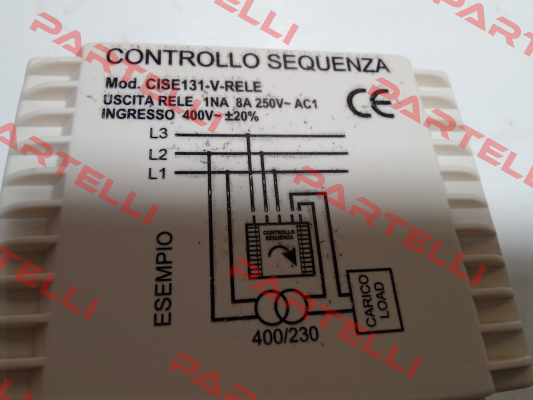 CONTROLLO SEQUENZA
Mod. CISE131-V-RELE
USCITA RELE 1NA 8A 250V~ AC1
INGRESSO 400V~ ±20%
CE
L3
L2
L1
CONTROLLO
SEQUENZA
ESEMPIO
400/230
CARICO
LOAD
PARTELLI
PARTELLI
PARTELLI
PARTELLI
PARTELLI